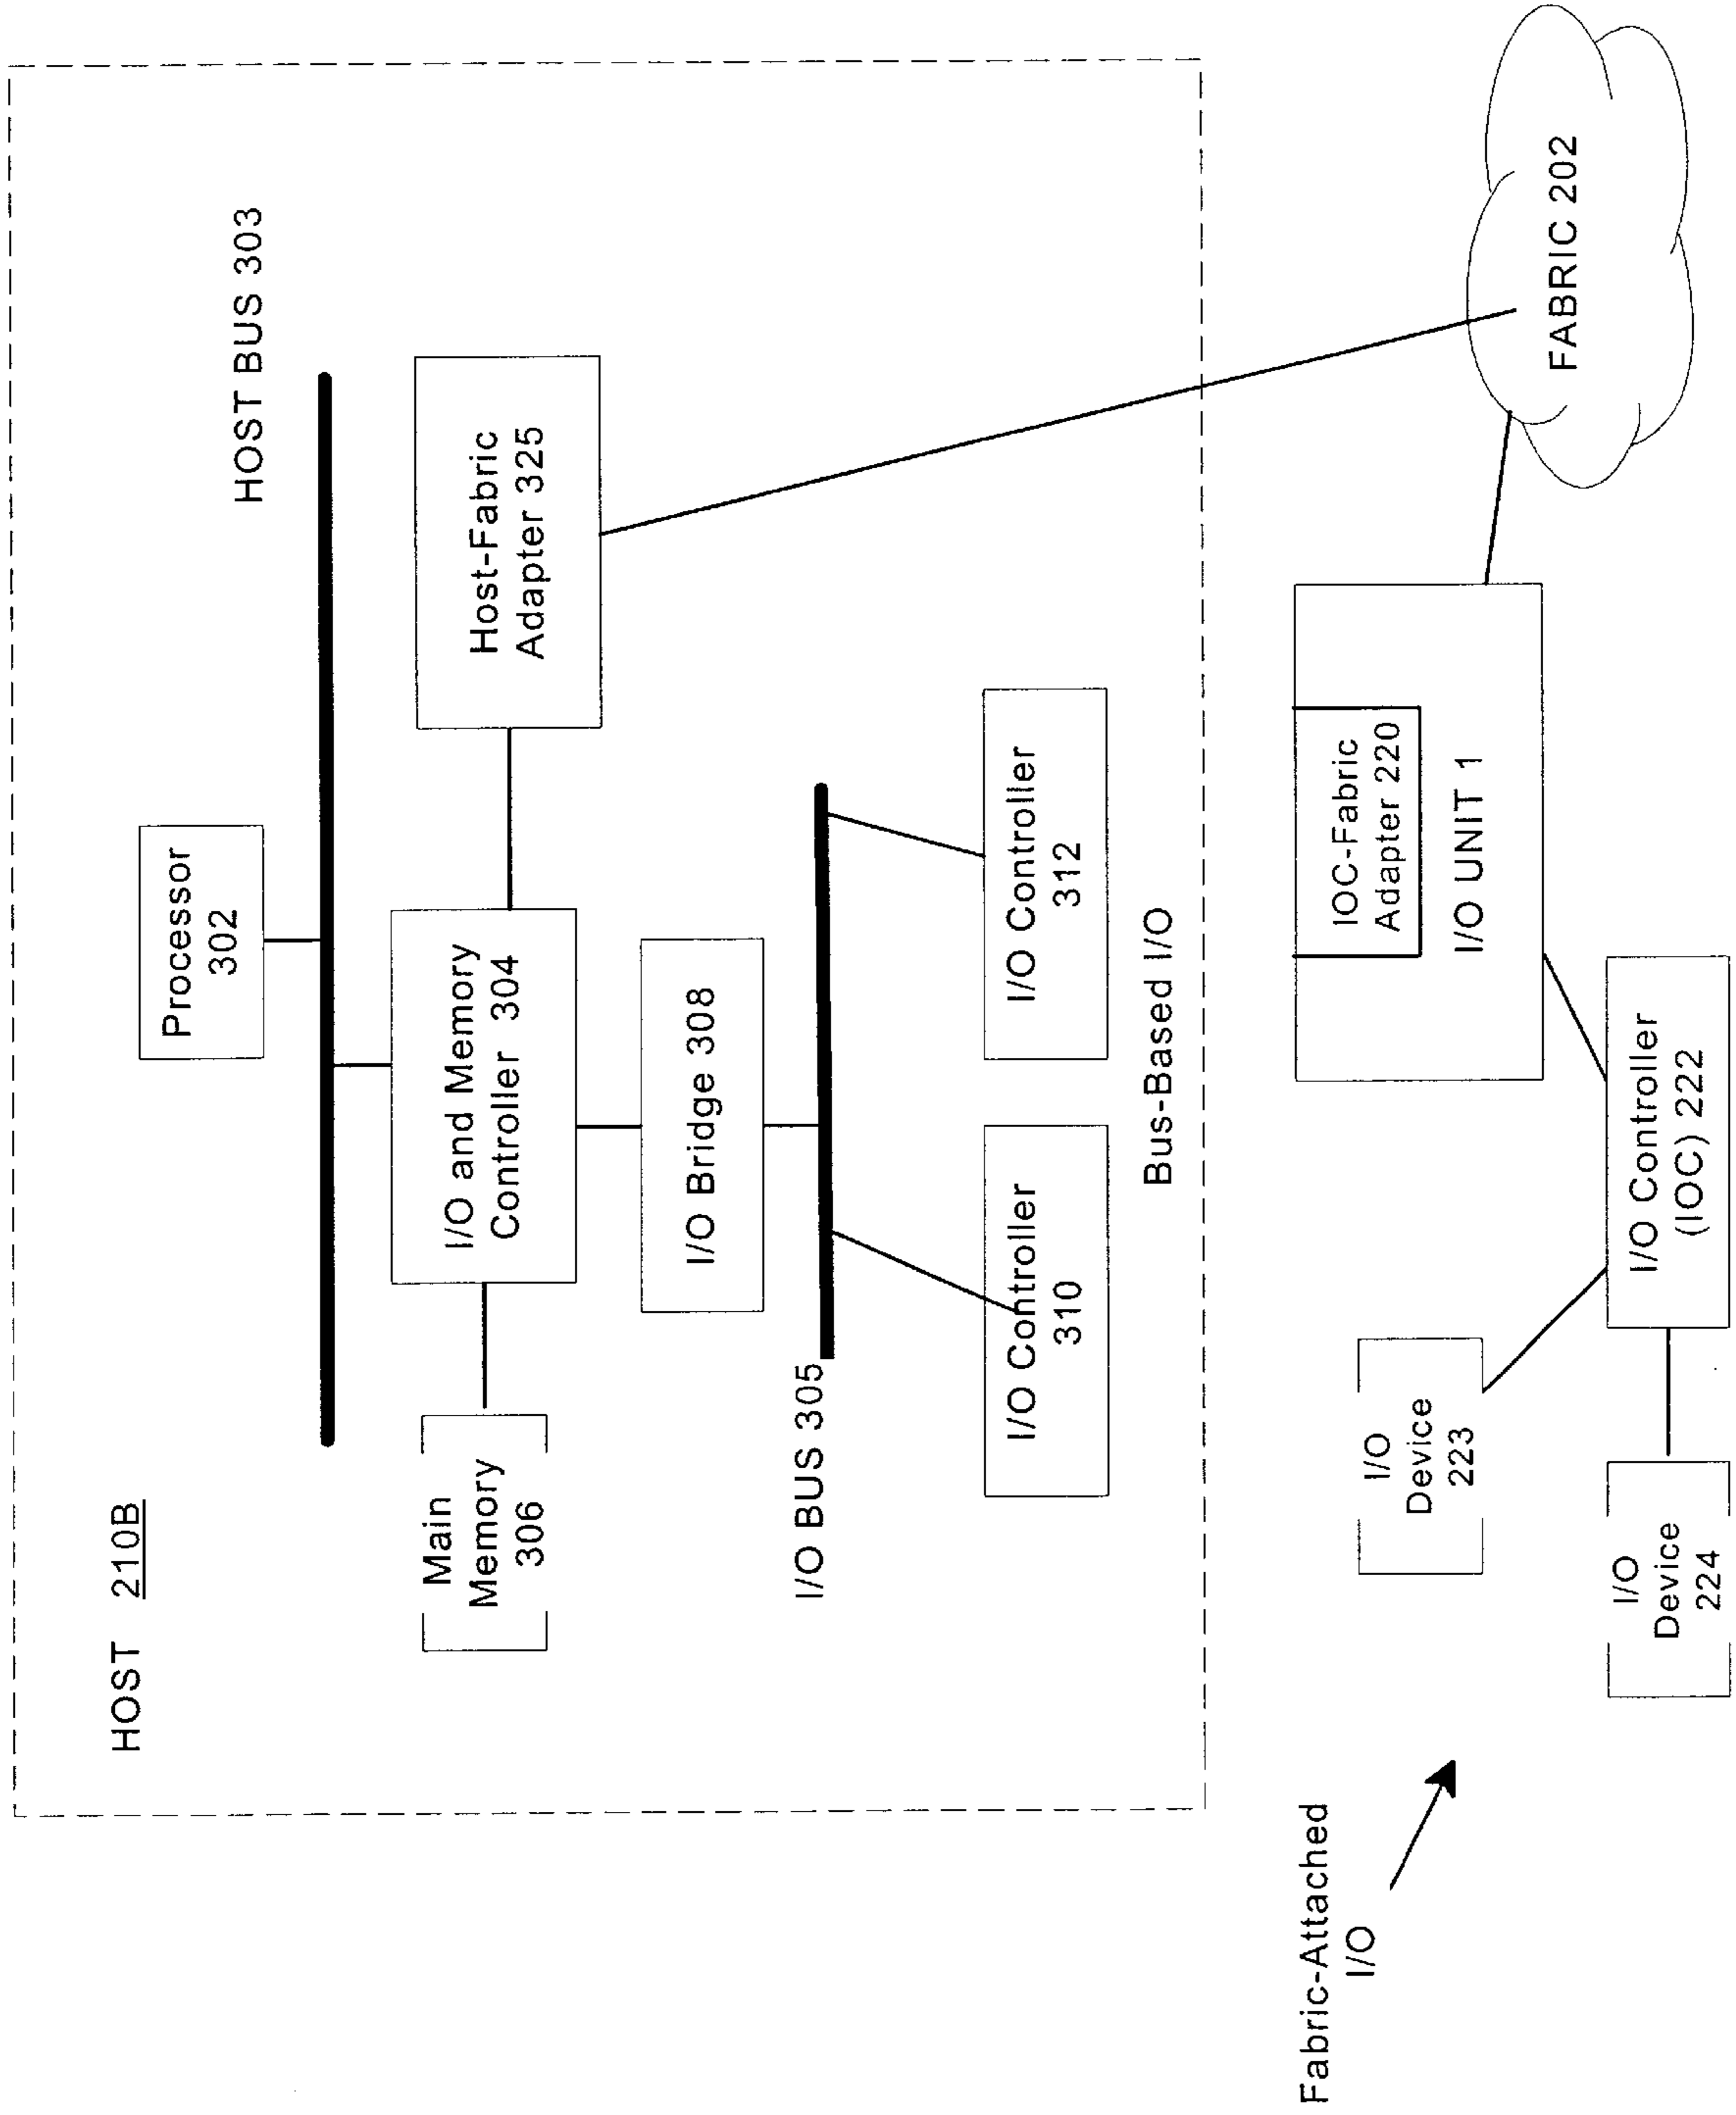 HOST 210B
HOST BUS 303
Processor
302
Main
Memory
306
I/O and Memory
Controller 304
Host-Fabric
Adapter 325
I/O Bridge 308
I/O BUS 305
I/O Controller
310
I/O Controller
312
Bus-Based I/O
Fabric-Attached
I/O
I/O
Device
223
I/O
Device
224
I/O Controller
(IOC) 222
IOC-Fabric
Adapter 220
I/O UNIT 1
FABRIC 202